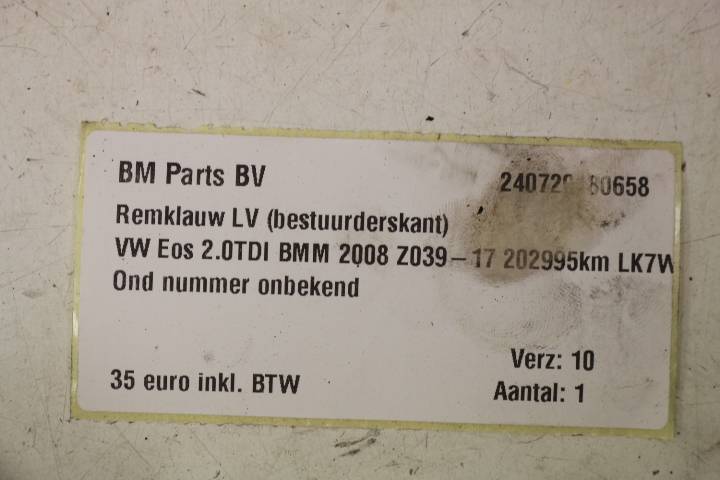 BM Parts BV
Remklauw LV (bestuurderskant)
VW Eos 2.0TDI BMM 2008 Z039-17 202995km LK7W
Ond nummer onbekend
35 euro inkl. BTW
Verz: 10
Aantal: 1